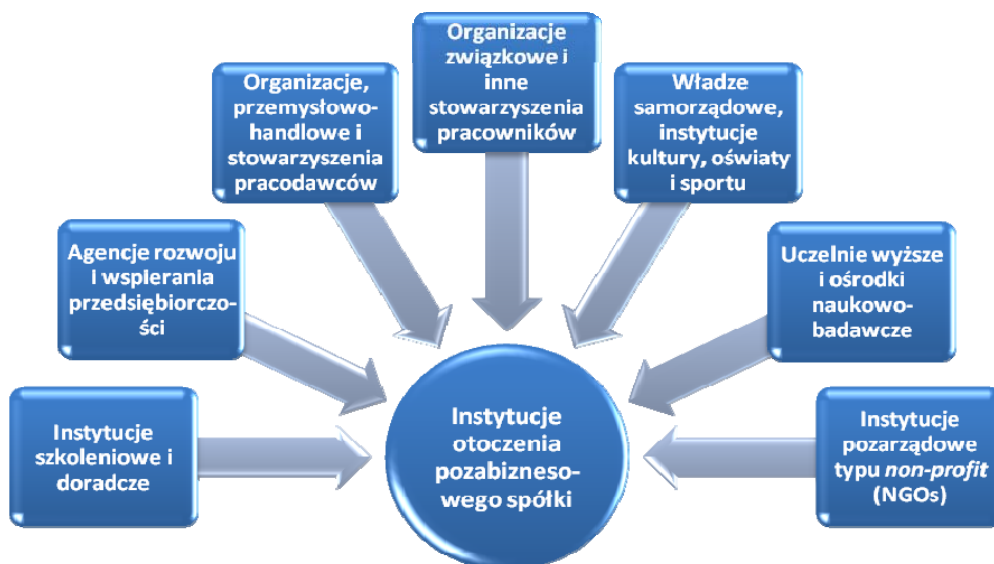 Organizacje
związkowe i
inne
stowarzyszenia
pracowników
Organizacje,
przemysłowo-
handlowe i
stowarzyszenia
pracodawców
Władze
samorządowe,
instytucje
kultury, oświaty
i sportu
Agencje rozwoju
i wspierania
przedsiębiorczo-
ści
Uczelnie wyższe
i ośrodki
naukowo-
badawcze
Instytucje
szkoleniowe i
doradcze
Instytucje
otoczenia
pozabizneso-
wego spółki
Instytucje
pozarządowe
typu non-profit
(NGOs)